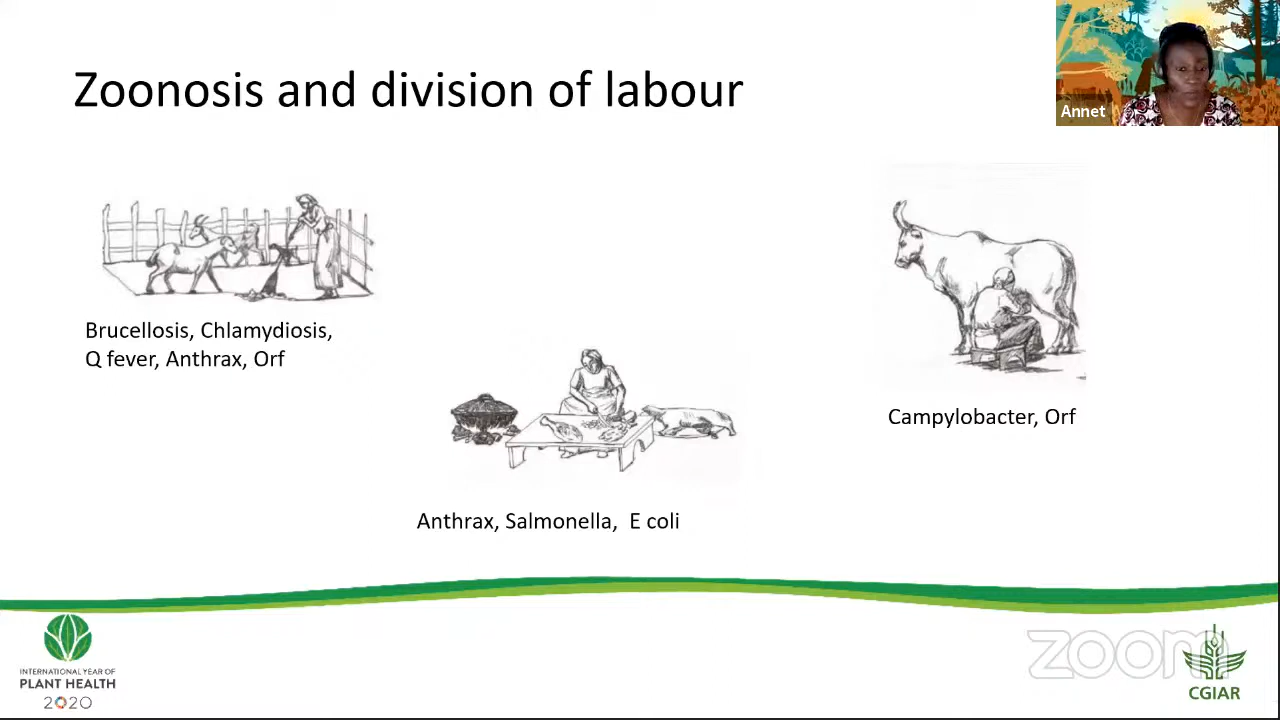 Zoonosis and division of labour
Annet
Brucellosis, Chlamydiosis,
Q fever, Anthrax, Orf
Campylobacter, Orf
Anthrax, Salmonella, E coli
INTERNATIONAL YEAR OF
PLANT HEALTH
2020
zoom
CGIAR